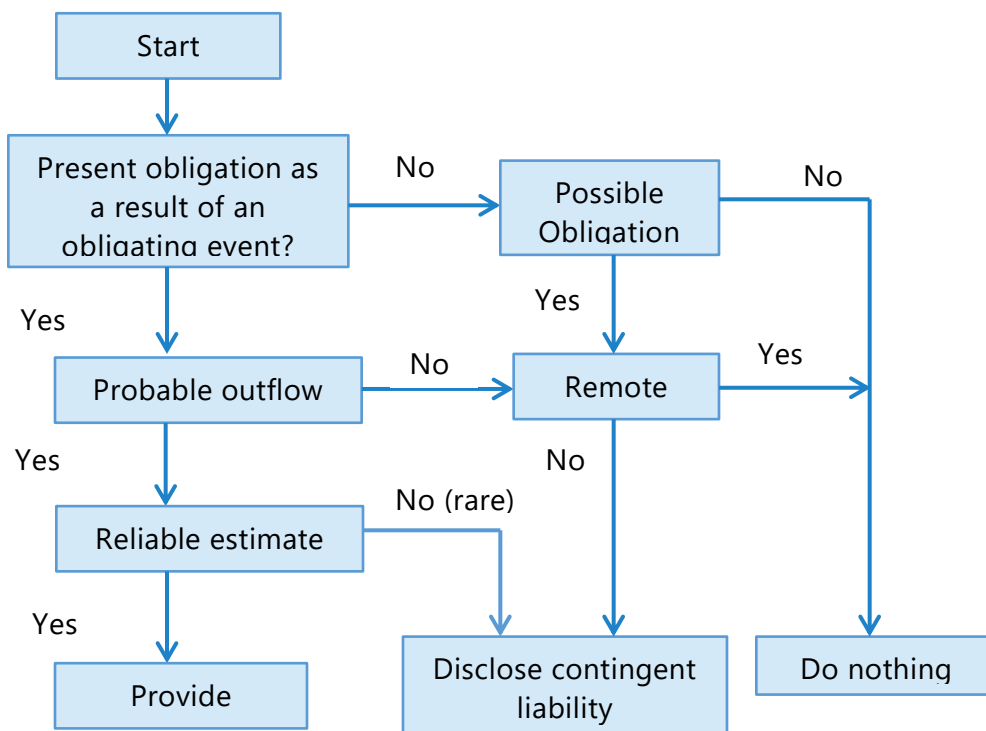 Start
Present obligation as
a result of an
obligating event?
No
Possible
Obligation
No
Yes
Yes
Probable outflow
No
Remote
Yes
Yes
No
Reliable estimate
No (rare)
Yes
Provide
Disclose contingent
liability
Do nothing